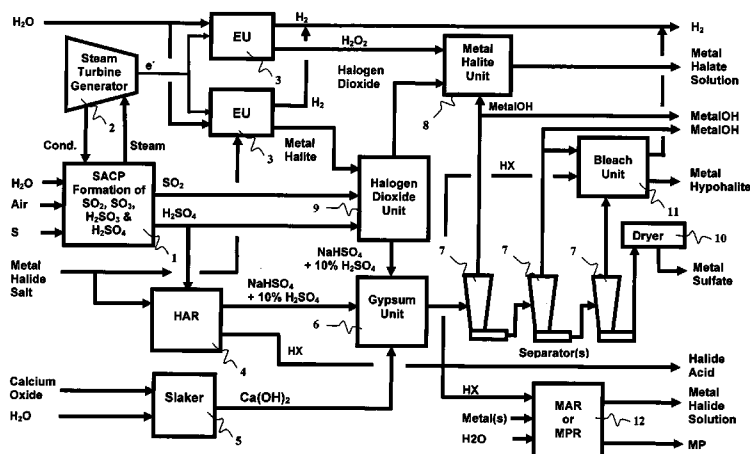 H₂O
EU
3
H₂
H₂O₂
H₂
Steam
Turbine
Generator
2
e⁻
EU
3
H₂
Halogen
Dioxide
Metal
Halite
Unit
8
Metal
Halate
Solution
MetalOH
MetalOH
MetalOH
Cond.
Steam
Metal
Halite
H₂O
Air
S
SACP
Formation of
SO₂, SO₃,
H₂SO₃ &
H₂SO₄
1
SO₂
H₂SO₄
Halogen
Dioxide
Unit
9
HX
Bleach
Unit
11
Metal
Hypohalite
Dryer
10
Metal
Sulfate
Metal
Halide
Salt
NaHSO₄
+ 10% H₂SO₄
NaHSO₄
+ 10% H₂SO₄
7
7
7
HAR
4
HX
Gypsum
Unit
6
Separator(s)
Halide
Acid
Calcium
Oxide
H₂O
Slaker
5
Ca(OH)₂
HX
Metal(s)
H2O
MAR
or
MPR
12
Metal
Halide
Solution
MP